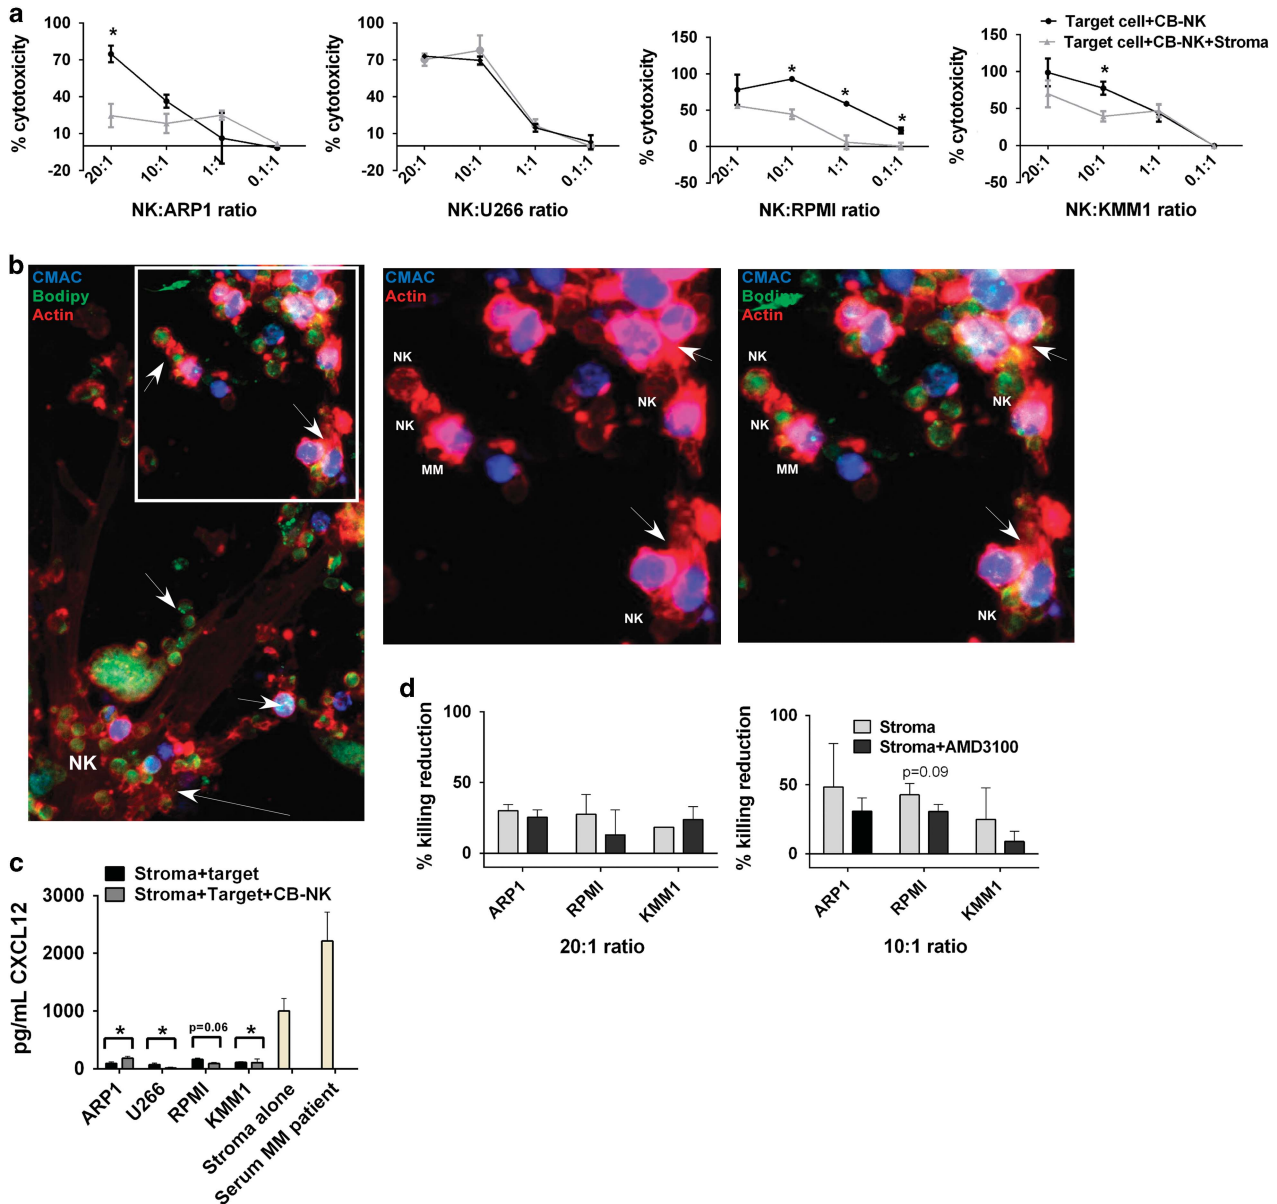 a
100
70
40
10
-20
% cytotoxicity
*
20:1
10:1
1:1
0.1:1
NK:ARP1 ratio
100
70
40
10
-20
% cytotoxicity
20:1
10:1
1:1
0.1:1
NK:U266 ratio
150
100
50
0
-50
% cytotoxicity
*
*
*
20:1
10:1
1:1
0.1:1
NK:RPMI ratio
Target cell+CB-NK
Target cell+CB-NK+Stroma
150
100
50
0
-50
% cytotoxicity
*
20:1
10:1
1:1
0.1:1
NK:KMM1 ratio
b
CMAC
Bodipy
Actin
NK
CMAC
Actin
NK
NK
NK
MM
NK
CMAC
Bodipy
Actin
NK
NK
NK
MM
NK
c
Stroma+target
Stroma+Target+CB-NK
3000
2000
1000
0
pg/mL CXCL12
*
*
p=0.06
*
ARP1
U266
RPMI
KMM1
Stroma alone
Serum MM patient
d
100
50
0
% killing reduction
ARP1
RPMI
KMM1
20:1 ratio
100
50
0
% killing reduction
Stroma
Stroma+AMD3100
p=0.09
ARP1
RPMI
KMM1
10:1 ratio